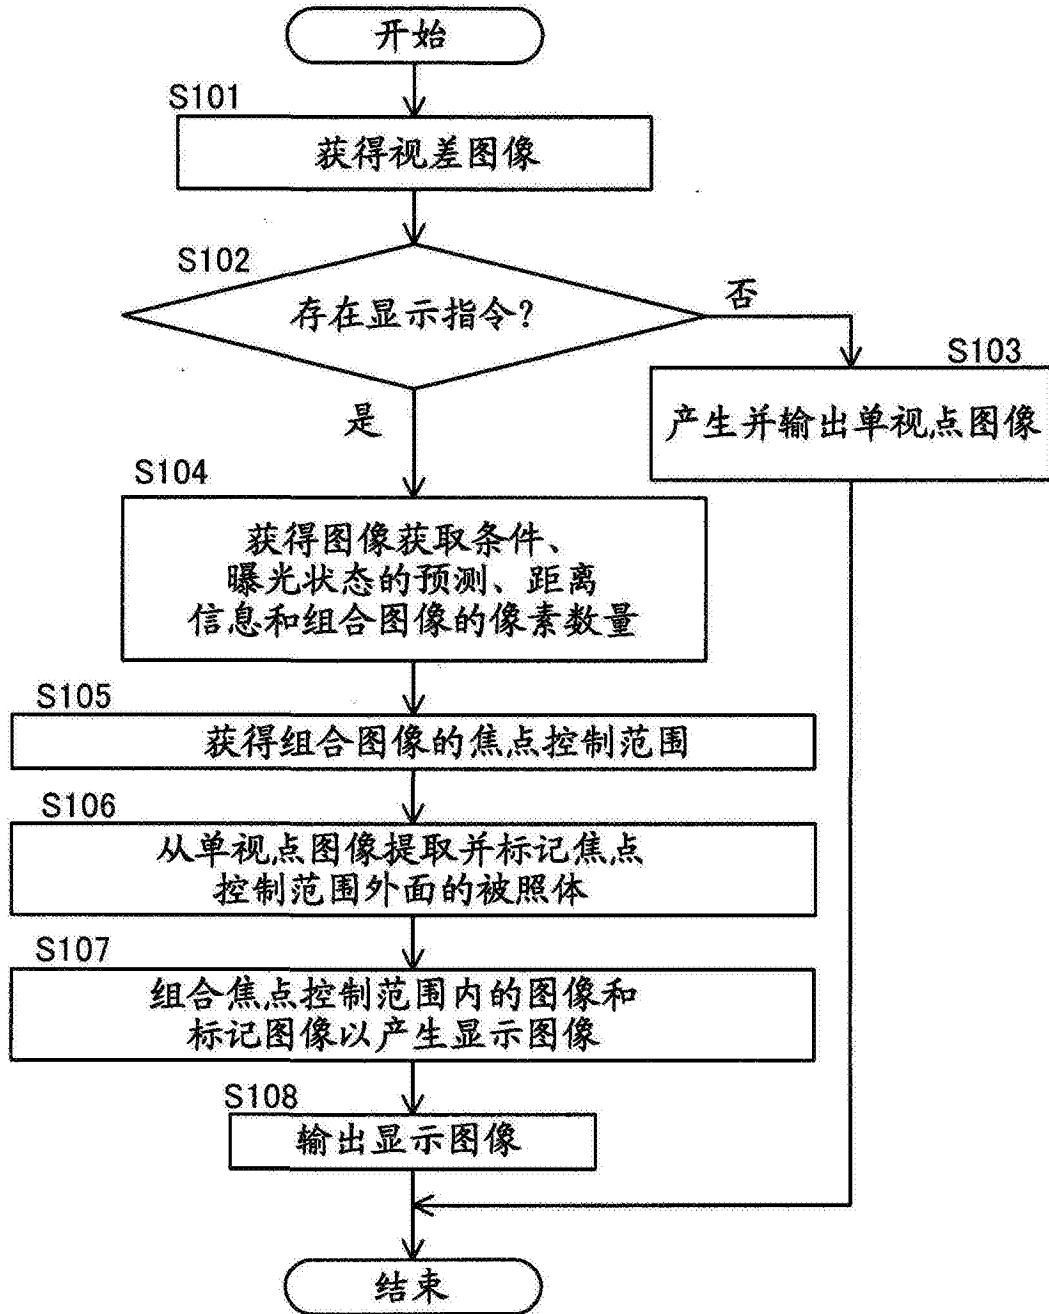 开始
S101
获得视差图像
S102
存在显示指令?
否
S103
产生并输出单视点图像
是
S104
获得图像获取条件、
曝光状态的预测、距离
信息和组合图像的像素数量
S105
获得组合图像的焦点控制范围
S106
从单视点图像提取并标记焦点
控制范围外面的被照体
S107
组合焦点控制范围内的图像和
标记图像以产生显示图像
S108
输出显示图像
结束